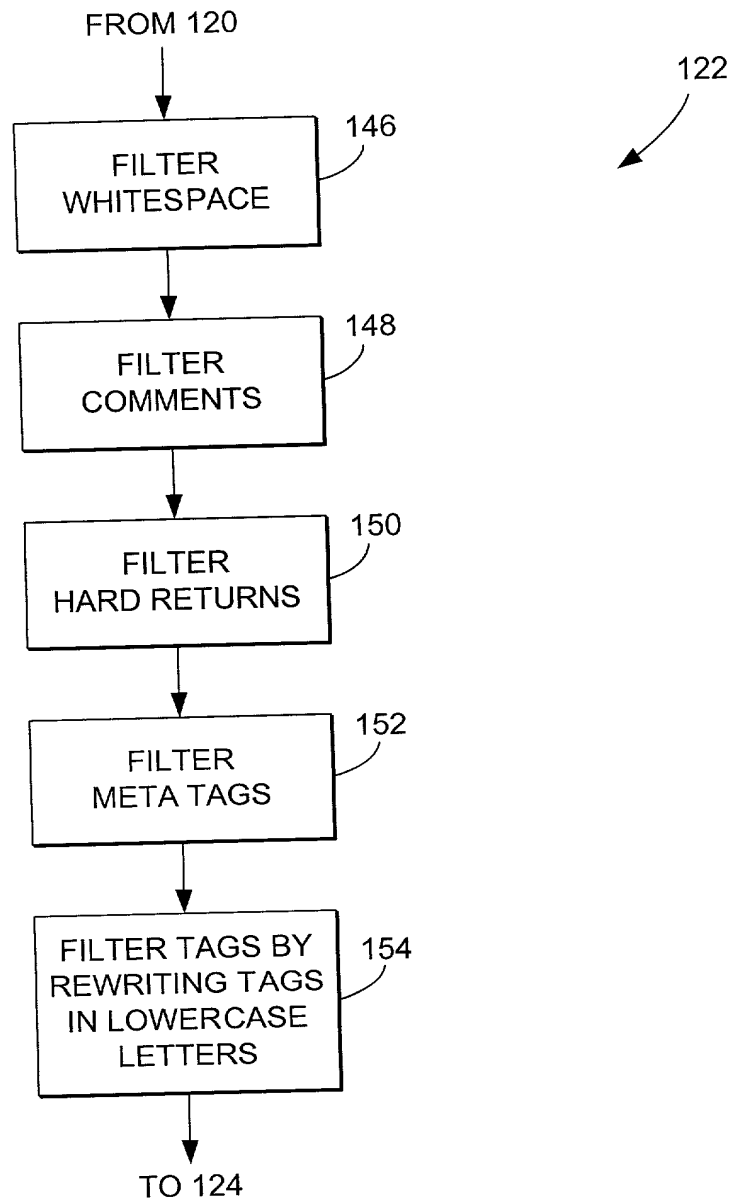 FROM 120
122
146
FILTER
WHITESPACE
148
FILTER
COMMENTS
150
FILTER
HARD RETURNS
152
FILTER
META TAGS
154
FILTER TAGS BY
REWRITING TAGS
IN LOWERCASE
LETTERS
TO 124